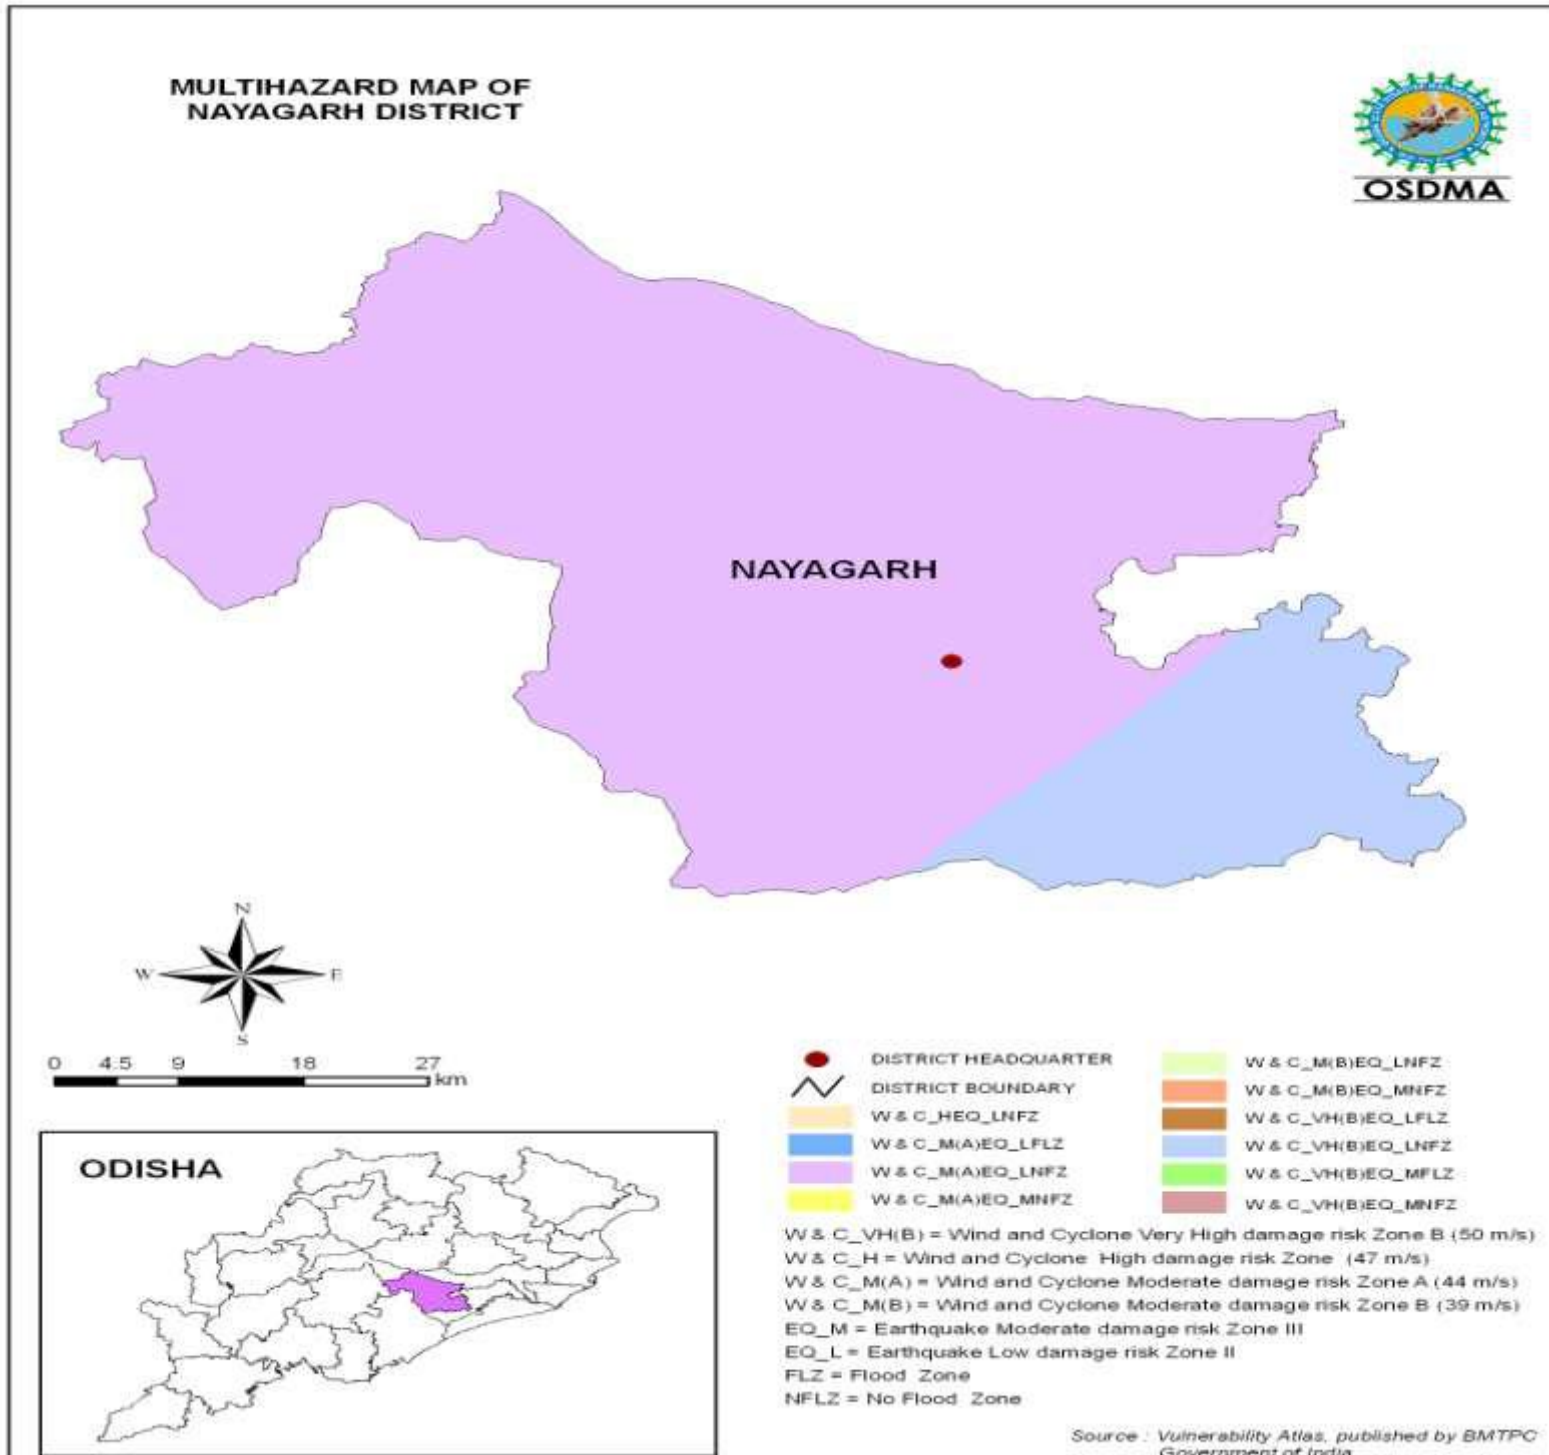 MULTIHAZARD MAP OF
NAYAGARH DISTRICT
OSDMA
NAYAGARH
N
W
E
S
0 4.5 9 18 27
km
ODISHA
DISTRICT HEADQUARTER
DISTRICT BOUNDARY
W & C_HEQ_LNFZ
W & C_M(A)EQ_LFLZ
W & C_M(A)EQ_LNFZ
W & C_M(A)EQ_MNFZ
W & C_M(B)EQ_LNFZ
W & C_M(B)EQ_MNFZ
W & C_VH(B)EQ_LFLZ
W & C_VH(B)EQ_LNFZ
W & C_VH(B)EQ_MFLZ
W & C_VH(B)EQ_MNFZ
W & C_VH(B) = Wind and Cyclone Very High damage risk Zone B (50 m/s)
W & C_H = Wind and Cyclone High damage risk Zone (47 m/s)
W & C_M(A) = Wind and Cyclone Moderate damage risk Zone A (44 m/s)
W & C_M(B) = Wind and Cyclone Moderate damage risk Zone B (39 m/s)
EQ_M = Earthquake Moderate damage risk Zone III
EQ_L = Earthquake Low damage risk Zone II
FLZ = Flood Zone
NFLZ = No Flood Zone
Source : Vulnerability Atlas, published by BMTPC
Government of India